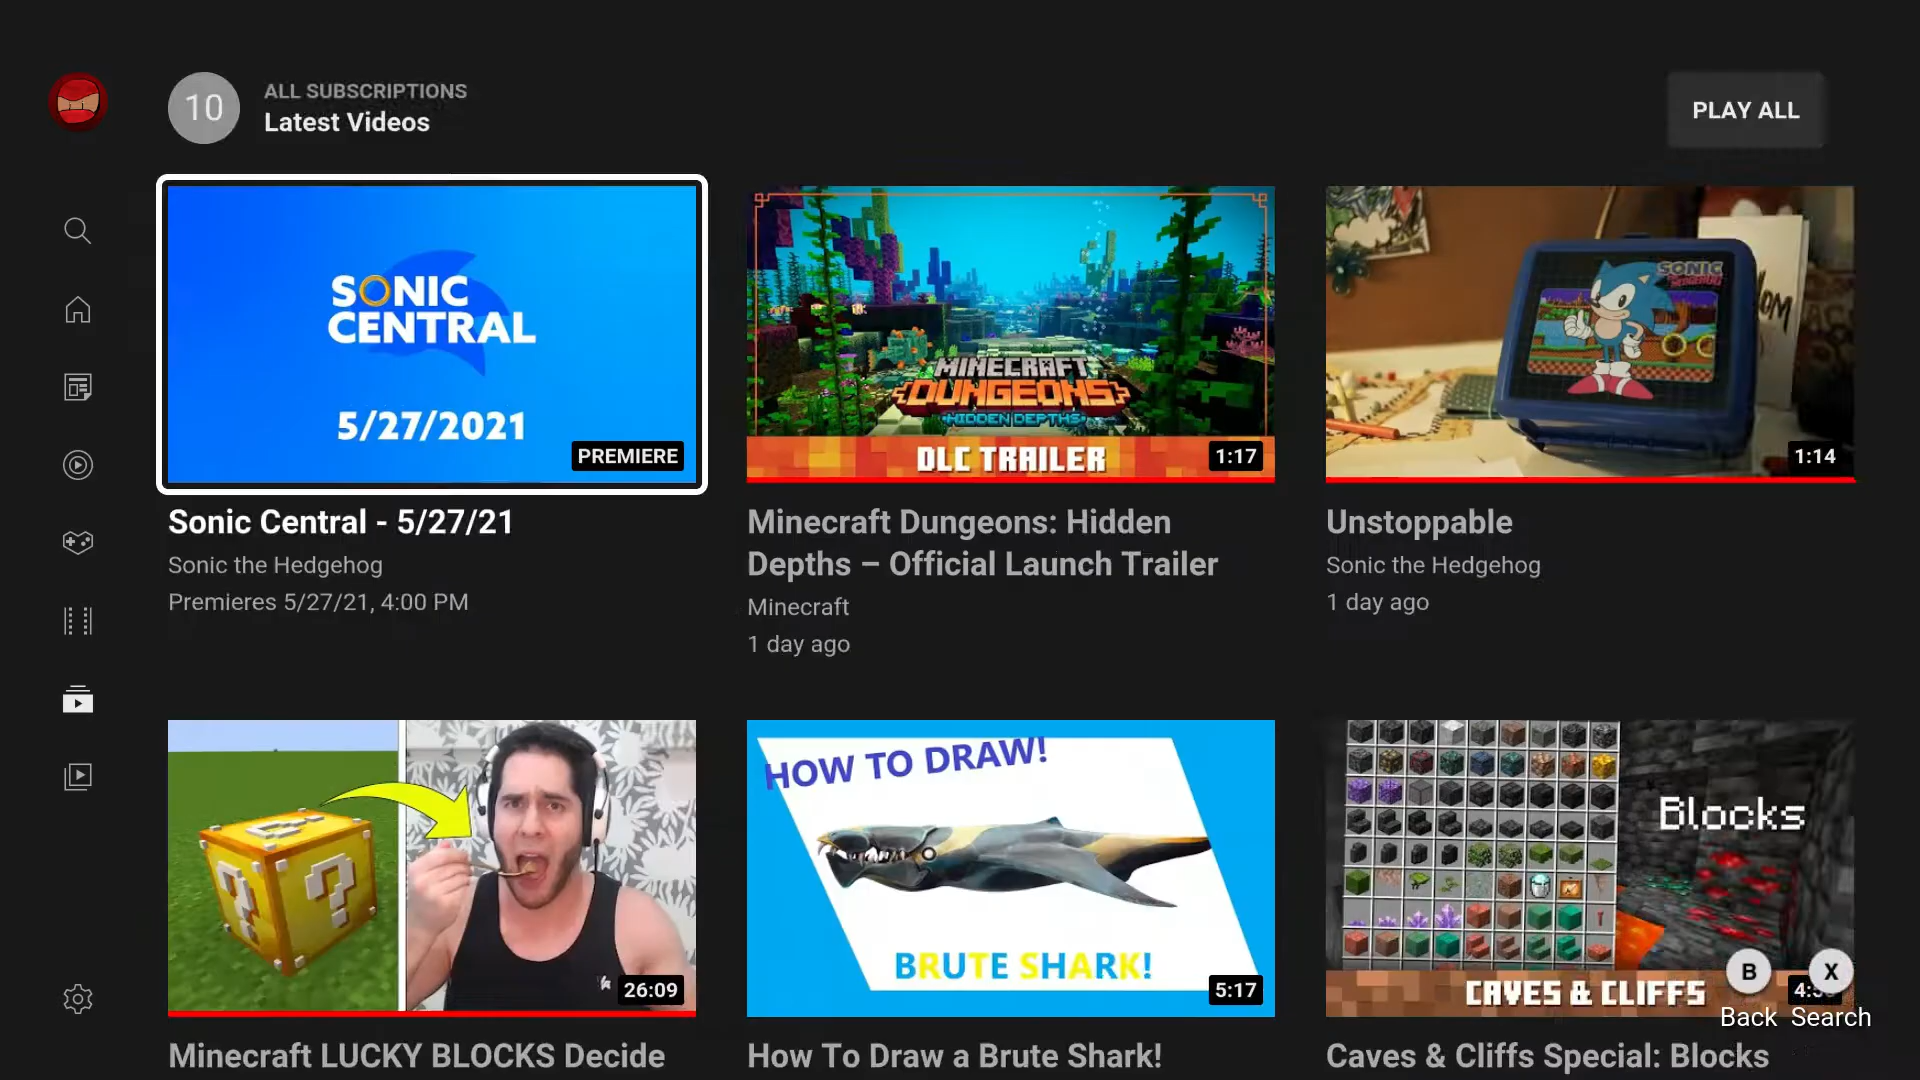 10
ALL SUBSCRIPTIONS
Latest Videos
PLAY ALL
SONIC
CENTRAL
5/27/2021
PREMIERE
MINECRAFT
DUNGEONS
HIDDEN DEPTHS
DLC TRAILER
1:17
SONIC
1:14
Sonic Central - 5/27/21
Sonic the Hedgehog
Premieres 5/27/21, 4:00 PM
Minecraft Dungeons: Hidden
Depths – Official Launch Trailer
Minecraft
1 day ago
Unstoppable
Sonic the Hedgehog
1 day ago
26:09
HOW TO DRAW!
BRUTE SHARK!
5:17
Blocks
CAVES & CLIFFS
B
X
Back
Search
Minecraft LUCKY BLOCKS Decide
How To Draw a Brute Shark!
Caves & Cliffs Special: Blocks